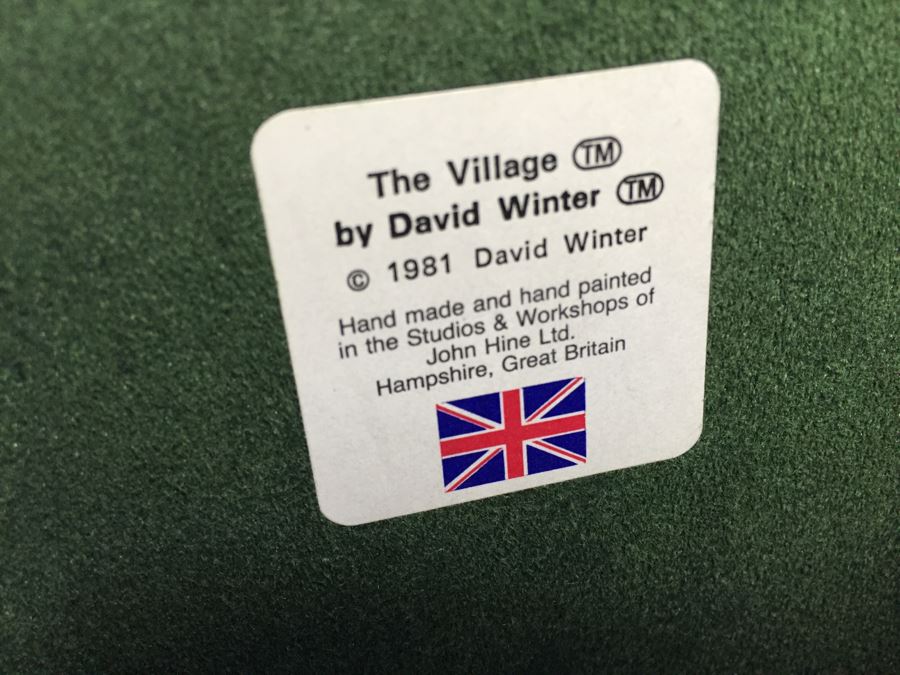 The Village TM
by David Winter TM
© 1981 David Winter
Hand made and hand painted
in the Studios & Workshops of
John Hine Ltd.
Hampshire, Great Britain